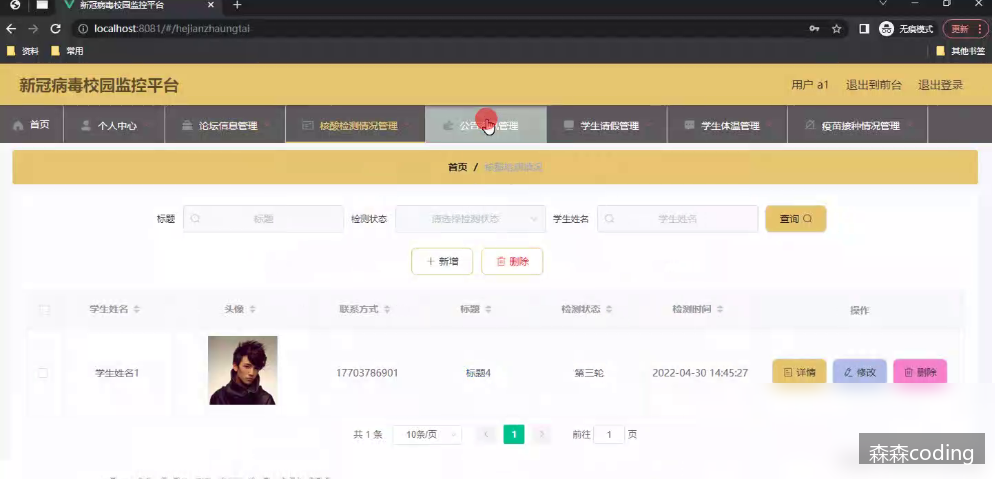 新冠病毒校园监控平台
localhost:8081/#/hejianzhaungtai
无痕模式
更新
资料
常用
其他书签
新冠病毒校园监控平台
用户 a1
退出到前台
退出登录
首页
个人中心
论坛信息管理
核酸检测情况管理
公告 管理
学生请假管理
学生体温管理
疫苗接种情况管理
首页 /
标题
标题
检测状态
请选择检测状态
学生姓名
学生姓名
查询
新增
删除
学生姓名
头像
联系方式
标题
检测状态
检测时间
操作
学生姓名1
17703786901
标题4
第三轮
2022-04-30 14:45:27
详情
修改
删除
共 1 条
10条/页
1
前往
1
页
森森coding